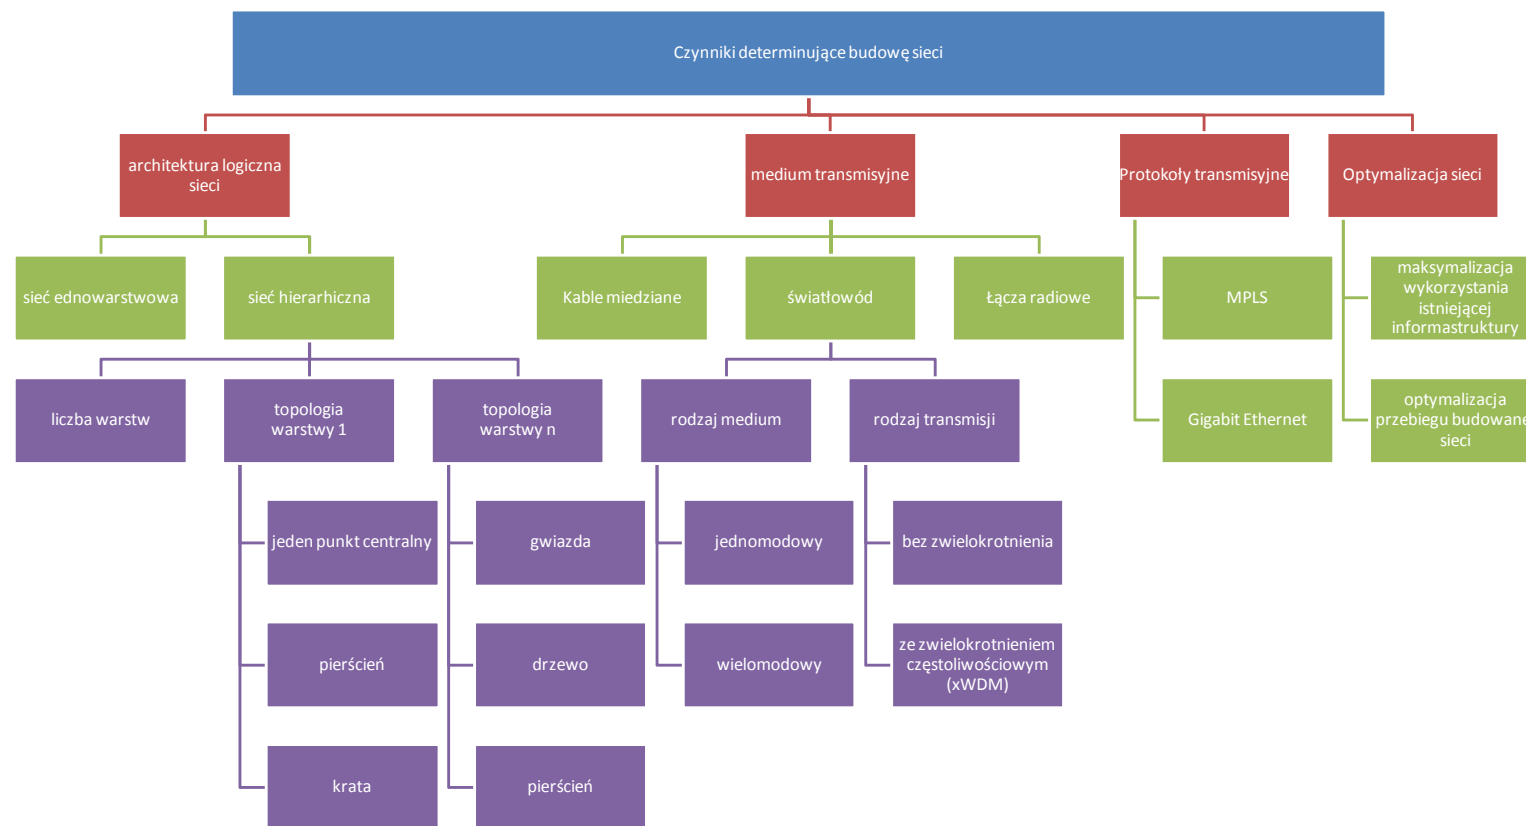 Czynniki determinujące budowę sieci
architektura logiczna
sieci
medium transmisyjne
Protokoły transmisyjne
Optymalizacja sieci
sieć ednowarstwowa
sieć hierarhiczna
Kable miedziane
światłowód
Łącza radiowe
MPLS
maksymalizacja
wykorzystania
istniejącej
informastruktury
liczba warstw
topologia
warstwy 1
topologia
warstwy n
rodzaj medium
rodzaj transmisji
Gigabit Ethernet
optymalizacja
przebiegu budowane
sieci
jeden punkt centralny
gwiazda
jednomodowy
bez zwielokrotnienia
pierścień
drzewo
wielomodowy
ze zwielokrotnieniem
częstoliwościowym
(xWDM)
krata
pierścień